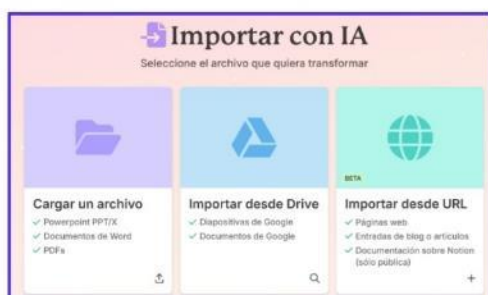 Importar con IA
Seleccione el archivo que quiera transformar
Cargar un archivo
✓ Powerpoint PPT/X
✓ Documentos de Word
✓ PDFs
Importar desde Drive
✓ Diapositivas de Google
✓ Documentos de Google
BETA
Importar desde URL
✓ Páginas web
✓ Entradas de blog o artículos
✓ Documentación sobre Notion
(sólo pública)